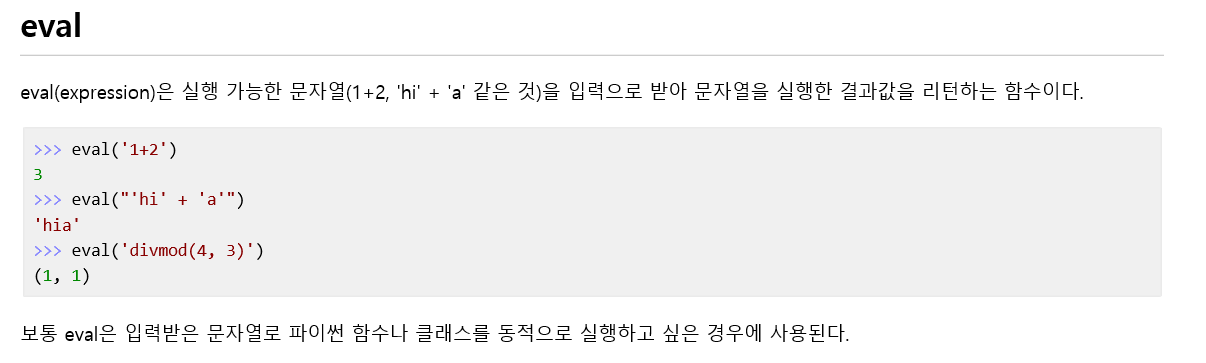 eval
eval(expression)은 실행 가능한 문자열(1+2, 'hi' + 'a' 같은 것)을 입력으로 받아 문자열을 실행한 결과값을 리턴하는 함수이다.
>>> eval('1+2')
3
>>> eval("'hi' + 'a'")
'hia'
>>> eval('divmod(4, 3)')
(1, 1)
보통 eval은 입력받은 문자열로 파이썬 함수나 클래스를 동적으로 실행하고 싶은 경우에 사용된다.